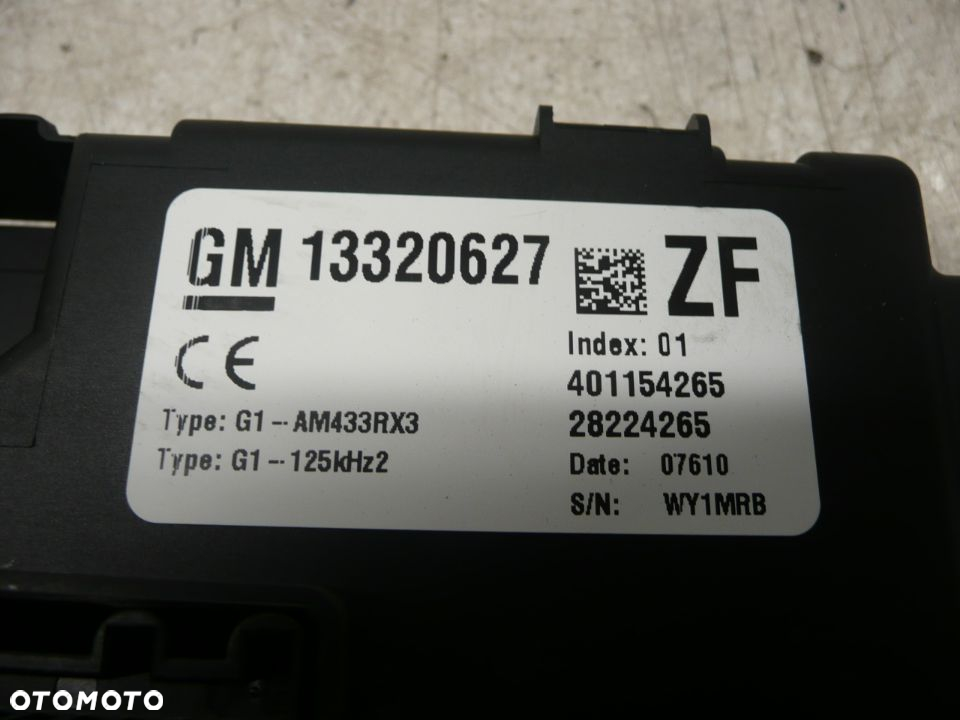 GM 13320627 ZF
CE
Index: 01
401154265
Type: G1--AM433RX3
28224265
Type: G1--125kHz2
Date: 07610
S/N: WY1MRB
OTOMOTO